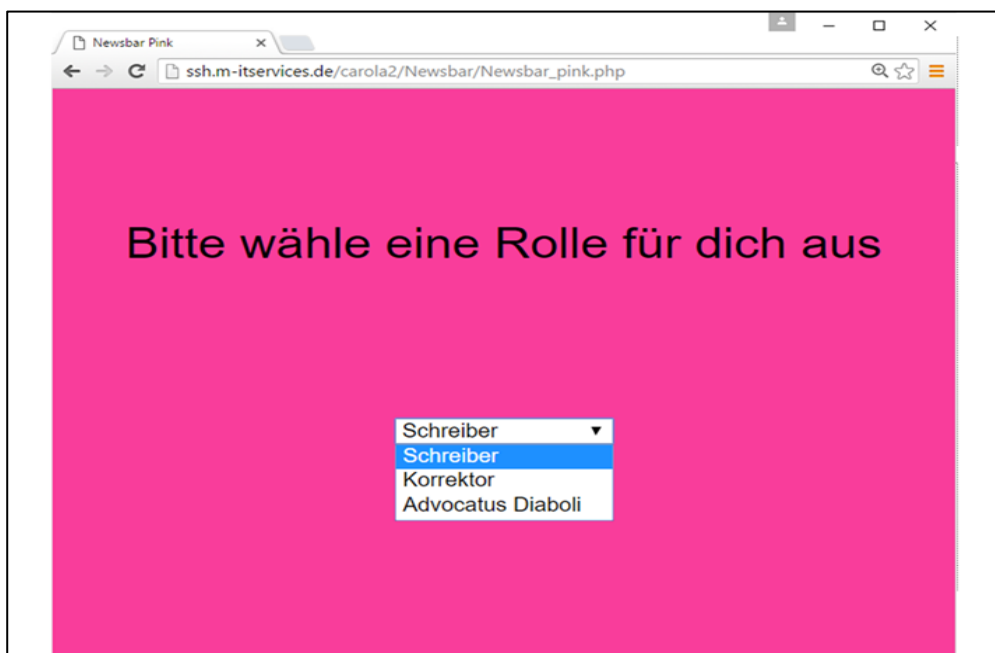 Newsbar Pink
ssh.m-itservices.de/carola2/Newsbar/Newsbar_pink.php
Bitte wähle eine Rolle für dich aus
Schreiber
Schreiber
Korrektor
Advocatus Diaboli